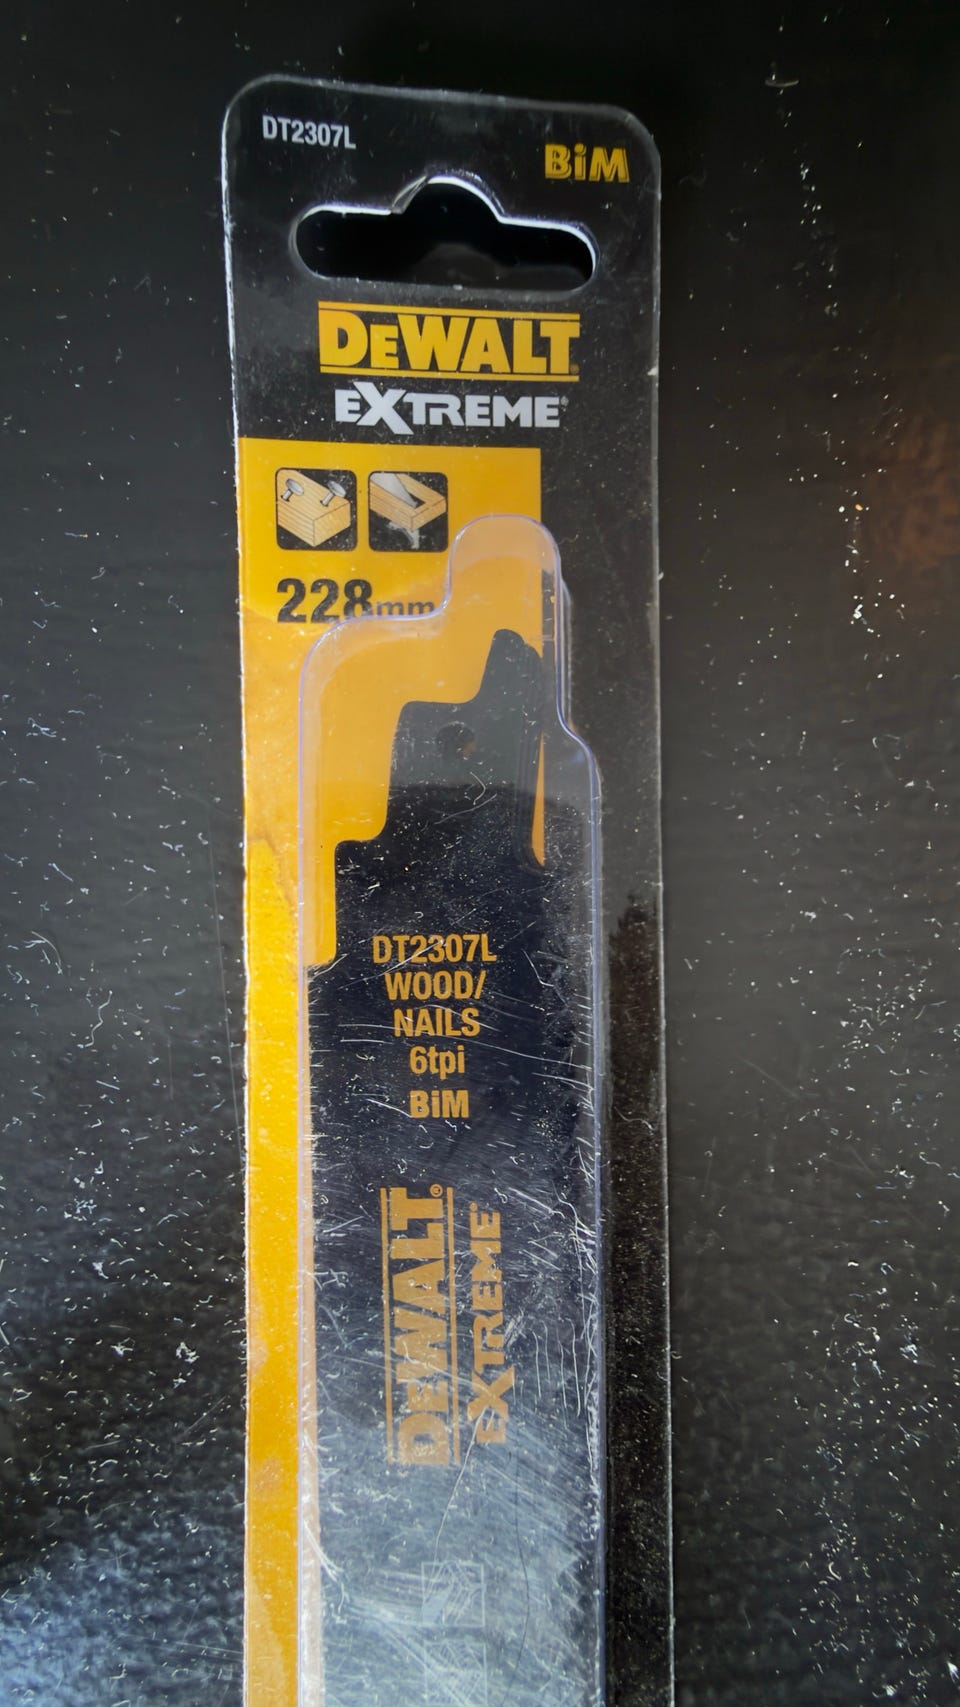 DT2307L
BiM
DEWALT
EXTREME®
228mm
DT2307L
WOOD/
NAILS
6tpi
BiM
DEWALT®
EXTREME®